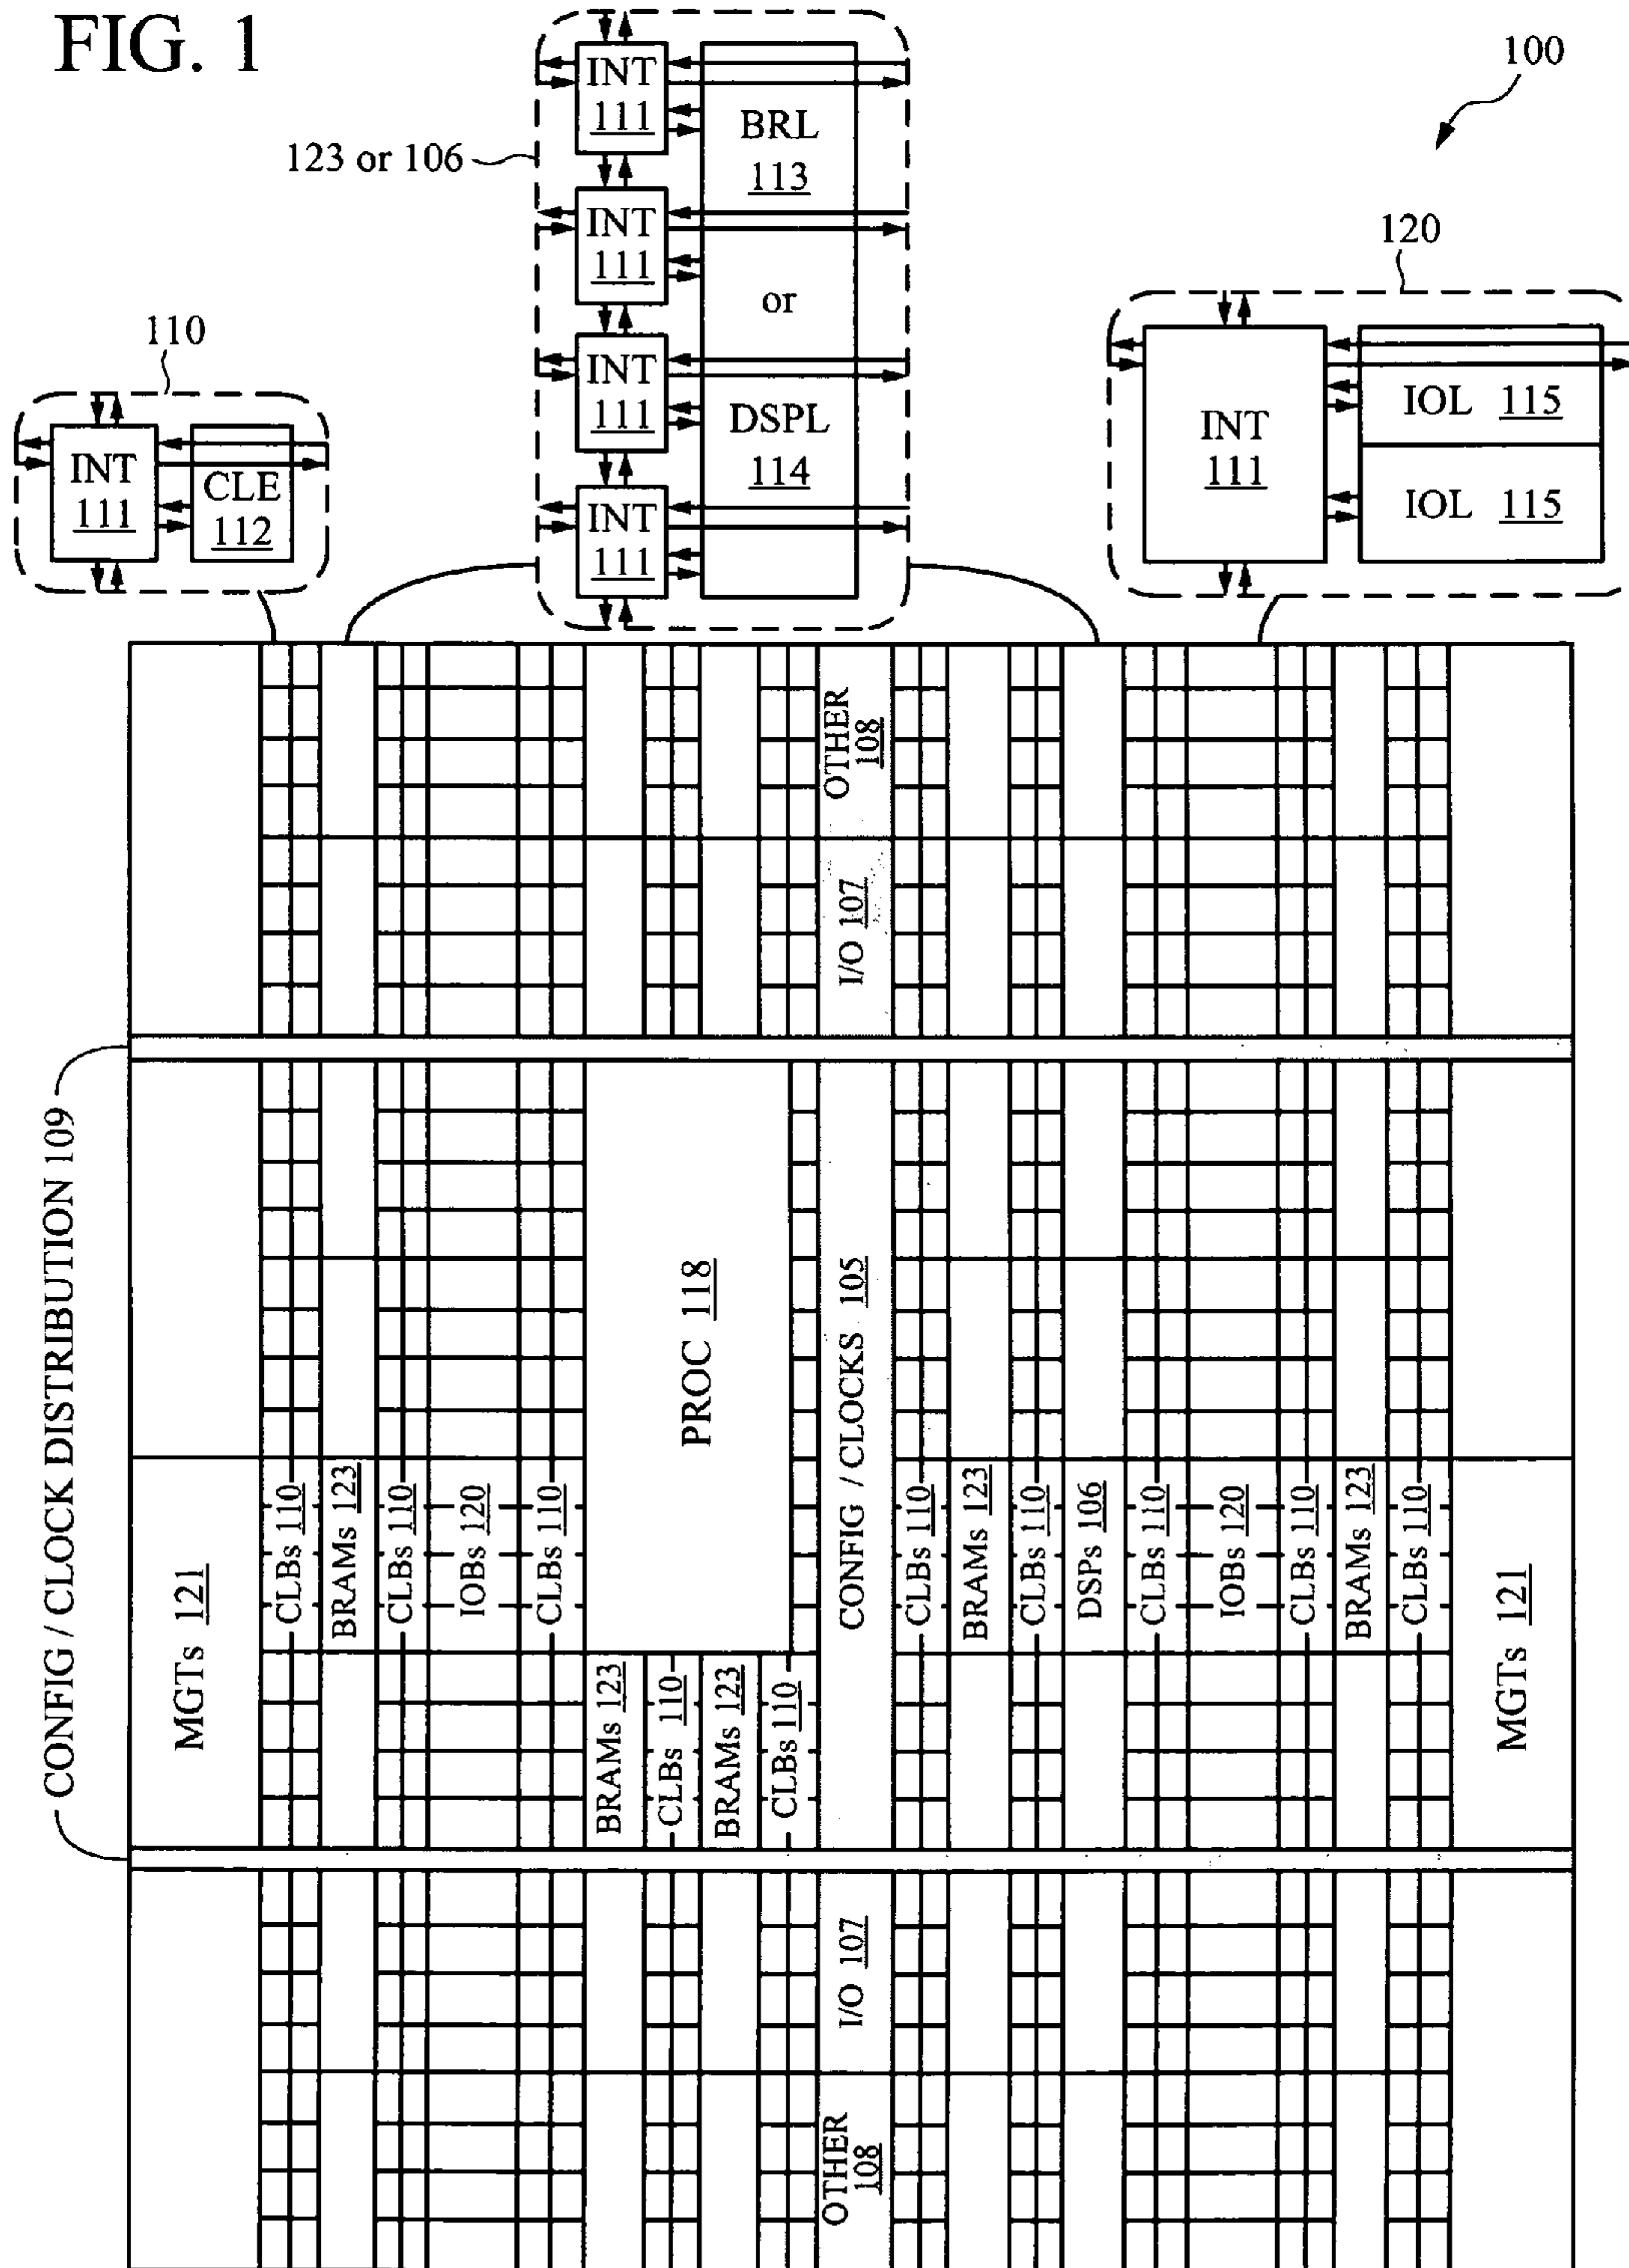 FIG. 1
100
123 or 106
INT
111
INT
111
INT
111
INT
111
BRL
113
or
DSPL
114
110
INT
111
CLE
112
120
INT
111
IOL 115
IOL 115
OTHER
108
I/O 107
CONFIG / CLOCK DISTRIBUTION 109
PROC 118
CONFIG / CLOCKS 105
MGTs 121
CLBs 110
BRAMs 123
CLBs 110
IOBs 120
CLBs 110
CLBs 110
BRAMs 123
CLBs 110
DSPs 106
CLBs 110
IOBs 120
CLBs 110
BRAMs 123
CLBs 110
MGTs 121
BRAMs 123
CLBs 110
BRAMs 123
CLBs 110
I/O 107
OTHER
108